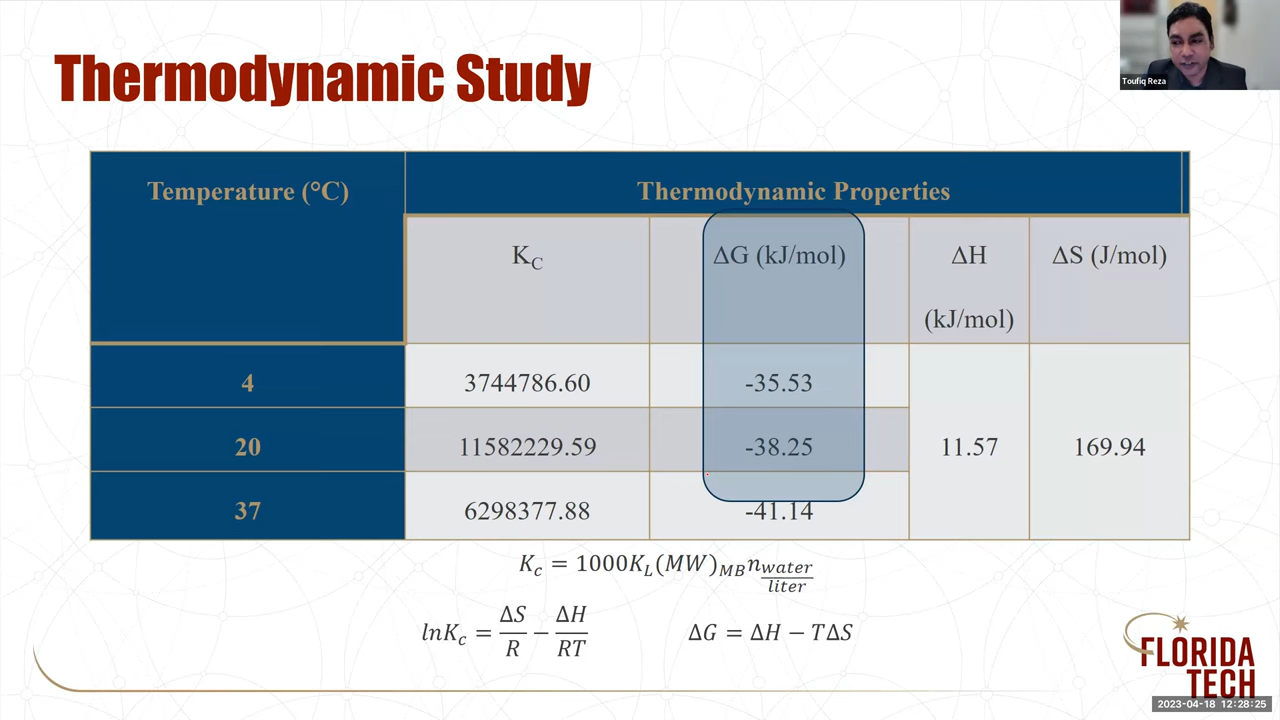 Thermodynamic Study
Toufiq Reza
Temperature (°C)
Thermodynamic Properties
K_C
ΔG (kJ/mol)
ΔH
(kJ/mol)
ΔS (J/mol)
4
3744786.60
-35.53
20
11582229.59
-38.25
11.57
169.94
37
6298377.88
-41.14
K_c = 1000K_L(MW)_MB n_water/liter
lnK_c = ΔS/R − ΔH/RT
ΔG = ΔH − TΔS
FLORIDA
TECH
2023-04-18 12:28:25